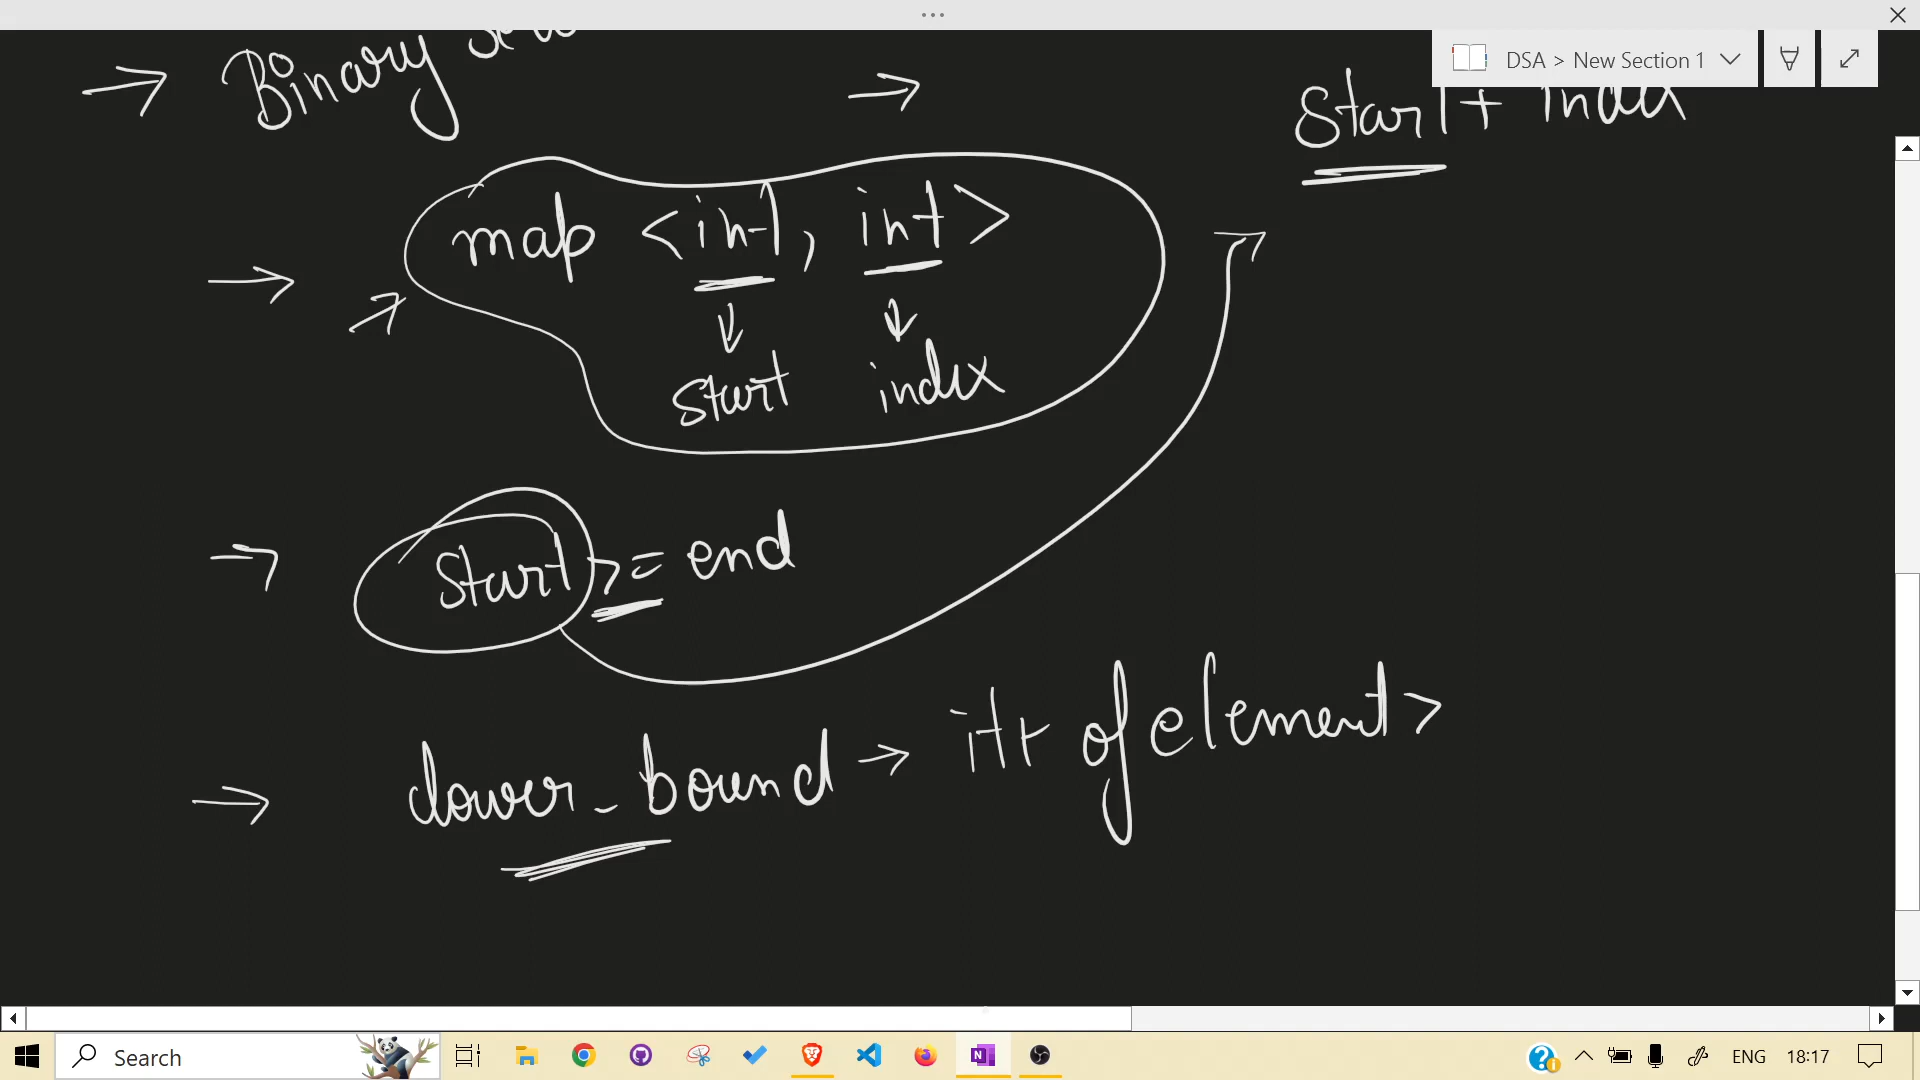 DSA > New Section 1
→ Binary →
start + index
→ map <int, int>
start index
→ start >= end
→ lower_bound → itr of element >
Search
ENG 18:17